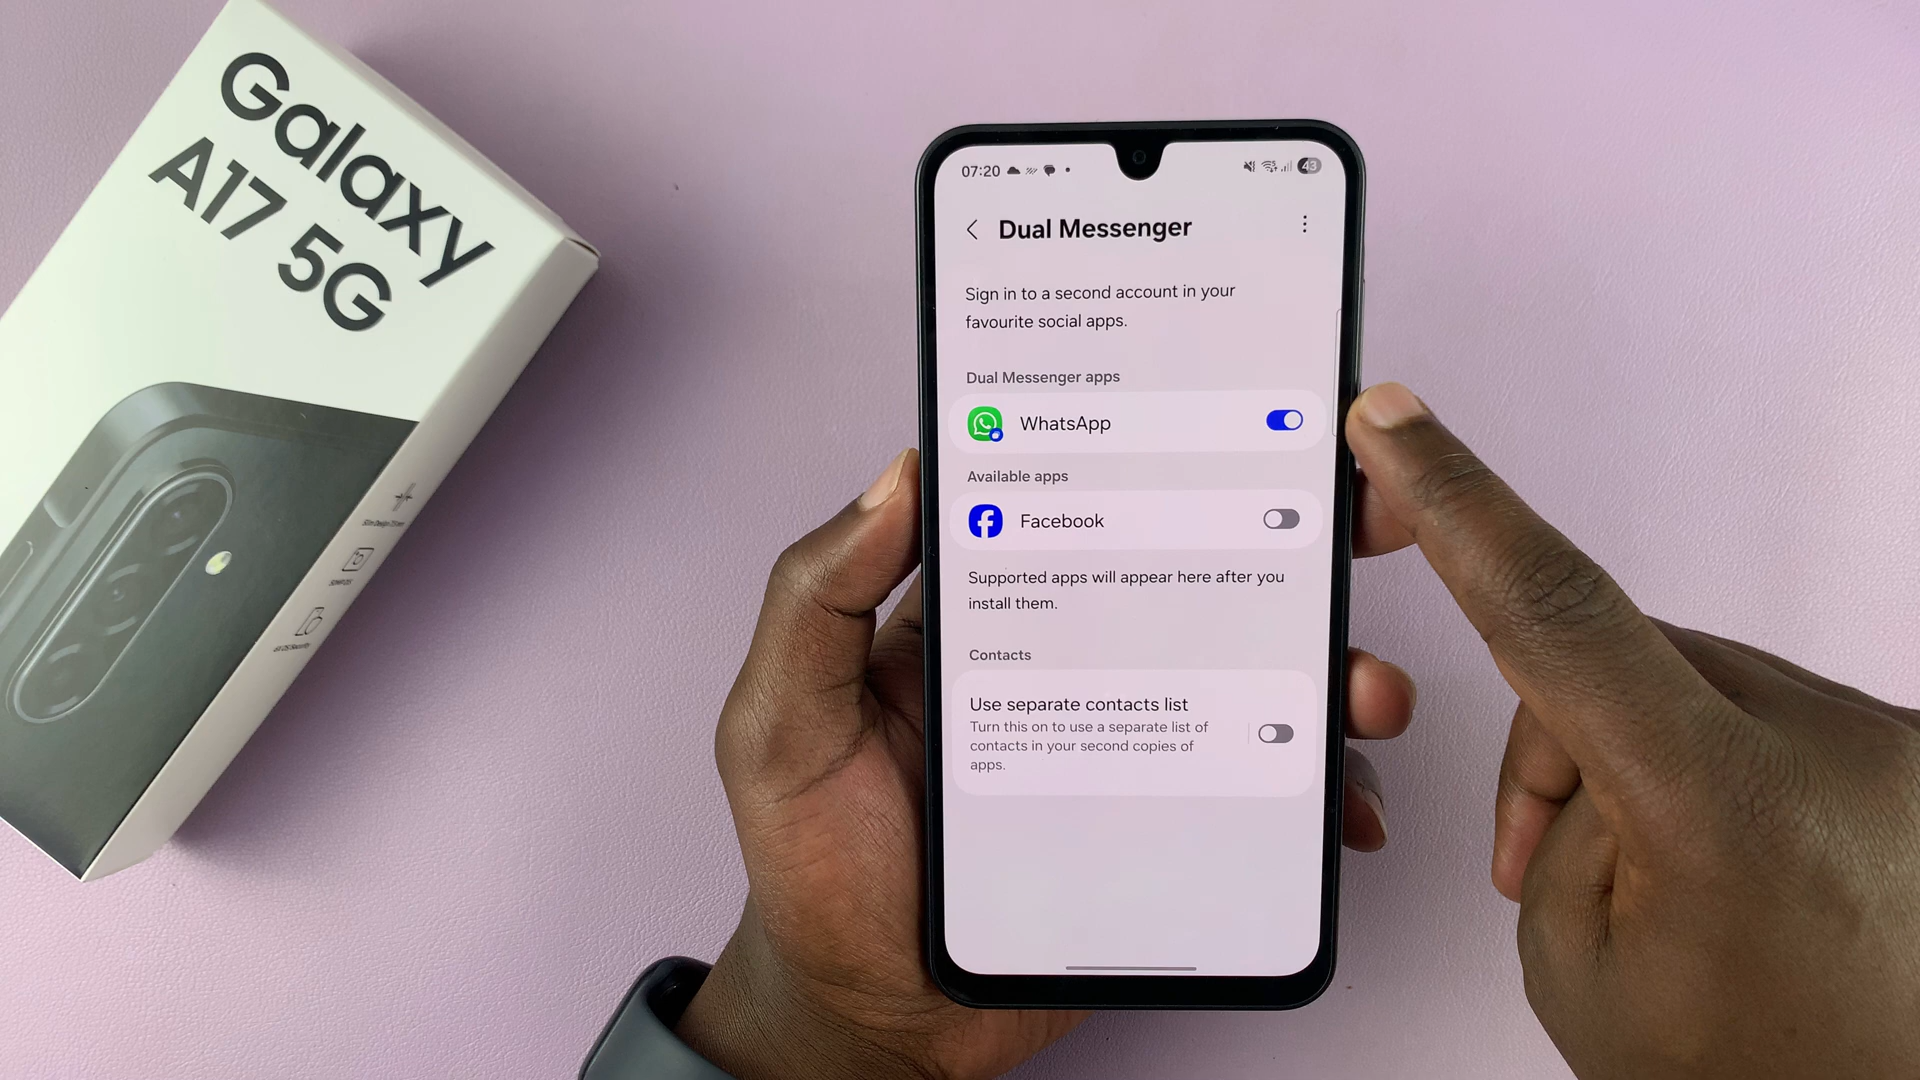 Galaxy
A17 5G
07:20
43
Dual Messenger
Sign in to a second account in your
favourite social apps.
Dual Messenger apps
WhatsApp
Available apps
Facebook
Supported apps will appear here after you
install them.
Contacts
Use separate contacts list
Turn this on to use a separate list of
contacts in your second copies of
apps.